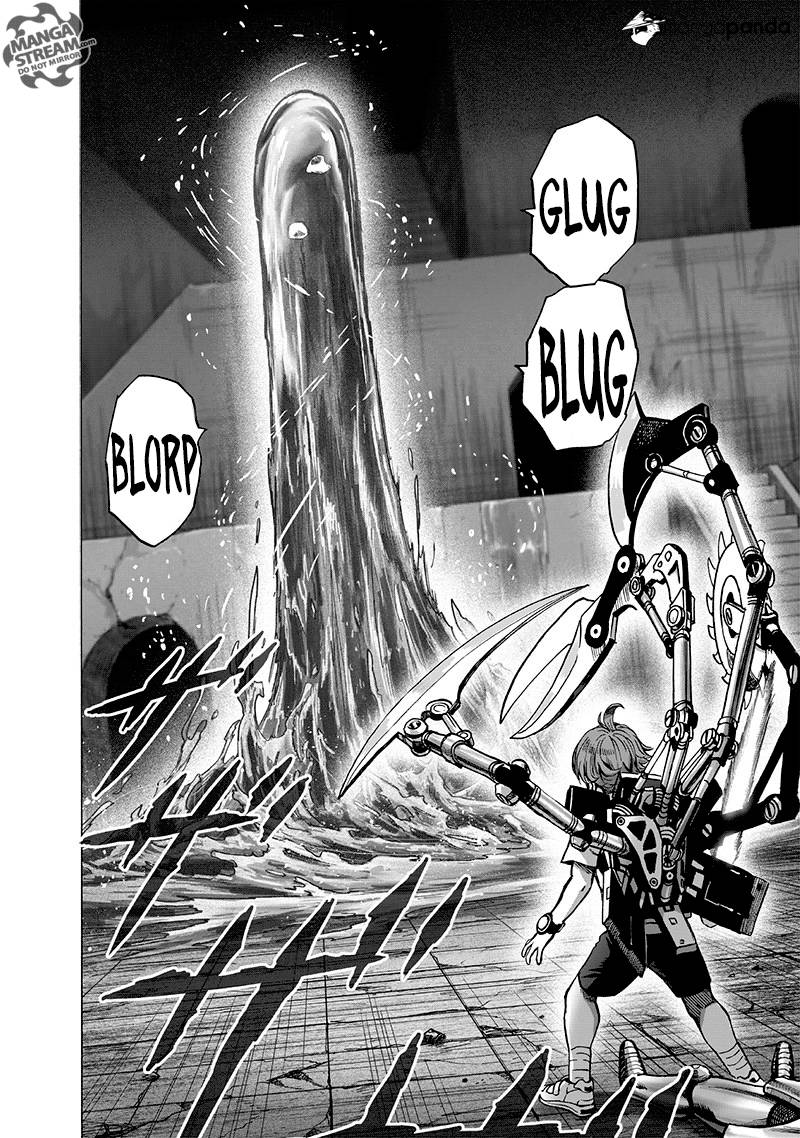 MANGA
STREAM
.COM
DO NOT MIRROR
mangapanda
GLUG
BLUG
BLORP
ザザザザ